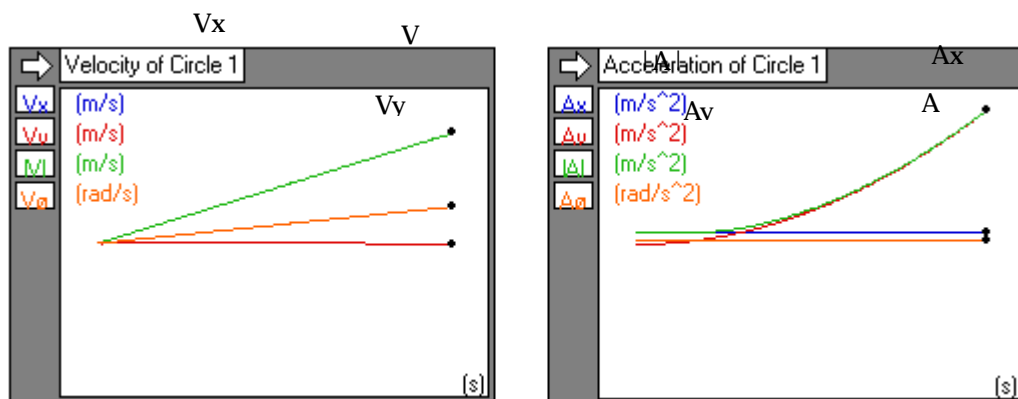 Vx
V
Velocity of Circle 1
Vx (m/s)
Vy
Vy (m/s)
|V| (m/s)
Vø (rad/s)
(s)
|A|
Ax
Acceleration of Circle 1
Ax (m/s^2)
Ay
A
Ay (m/s^2)
|A| (m/s^2)
Aø (rad/s^2)
(s)